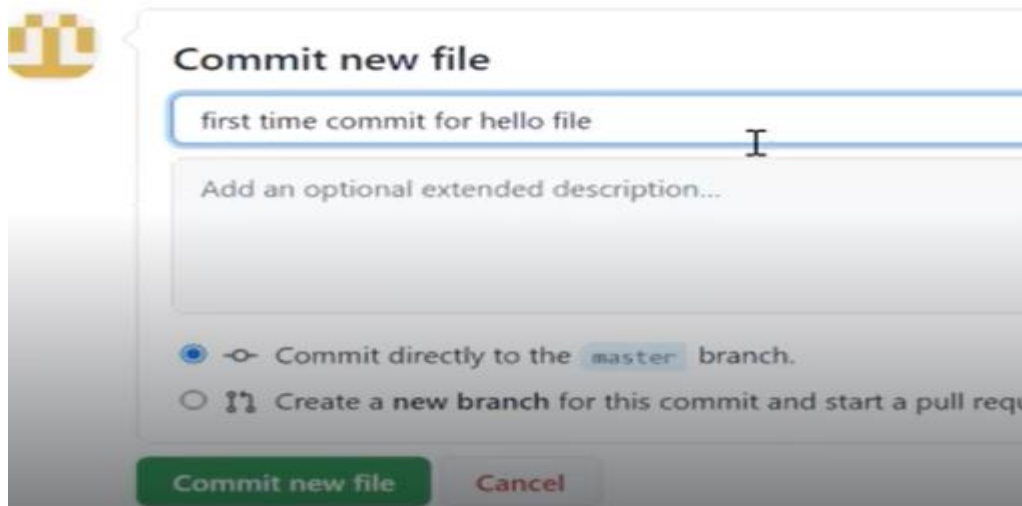 Commit new file
first time commit for hello file
Add an optional extended description...
Commit directly to the master branch.
Create a new branch for this commit and start a pull
Commit new file
Cancel